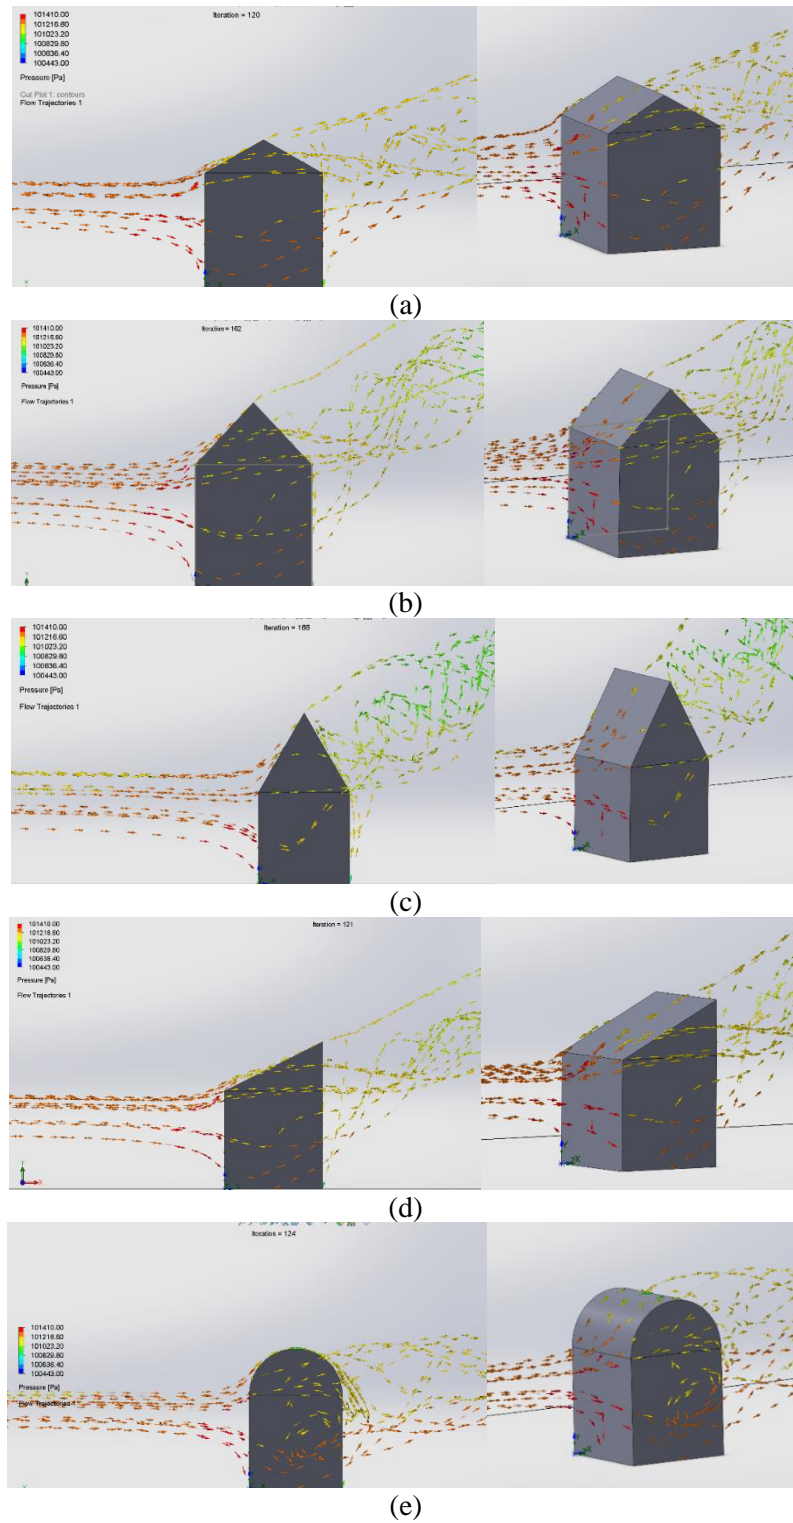 101410.00
101216.60
101023.20
100829.80
100636.40
100443.00
Pressure [Pa]
Cut Plot 1: contours
Flow Trajectories 1
Iteration = 120
Y
X
(a)
101410.00
101216.60
101023.20
100829.80
100636.40
100443.00
Pressure [Pa]
Flow Trajectories 1
Iteration = 162
Y
X
(b)
101410.00
101216.60
101023.20
100829.80
100636.40
100443.00
Pressure [Pa]
Flow Trajectories 1
Iteration = 166
Y
X
(c)
101410.00
101216.60
101023.20
100829.80
100636.40
100443.00
Pressure [Pa]
Flow Trajectories 1
Iteration = 121
Y
X
Y
X
(d)
Iteration = 124
101410.00
101216.60
101023.20
100829.80
100636.40
100443.00
Pressure [Pa]
Flow Trajectories 1
Y
X
(e)